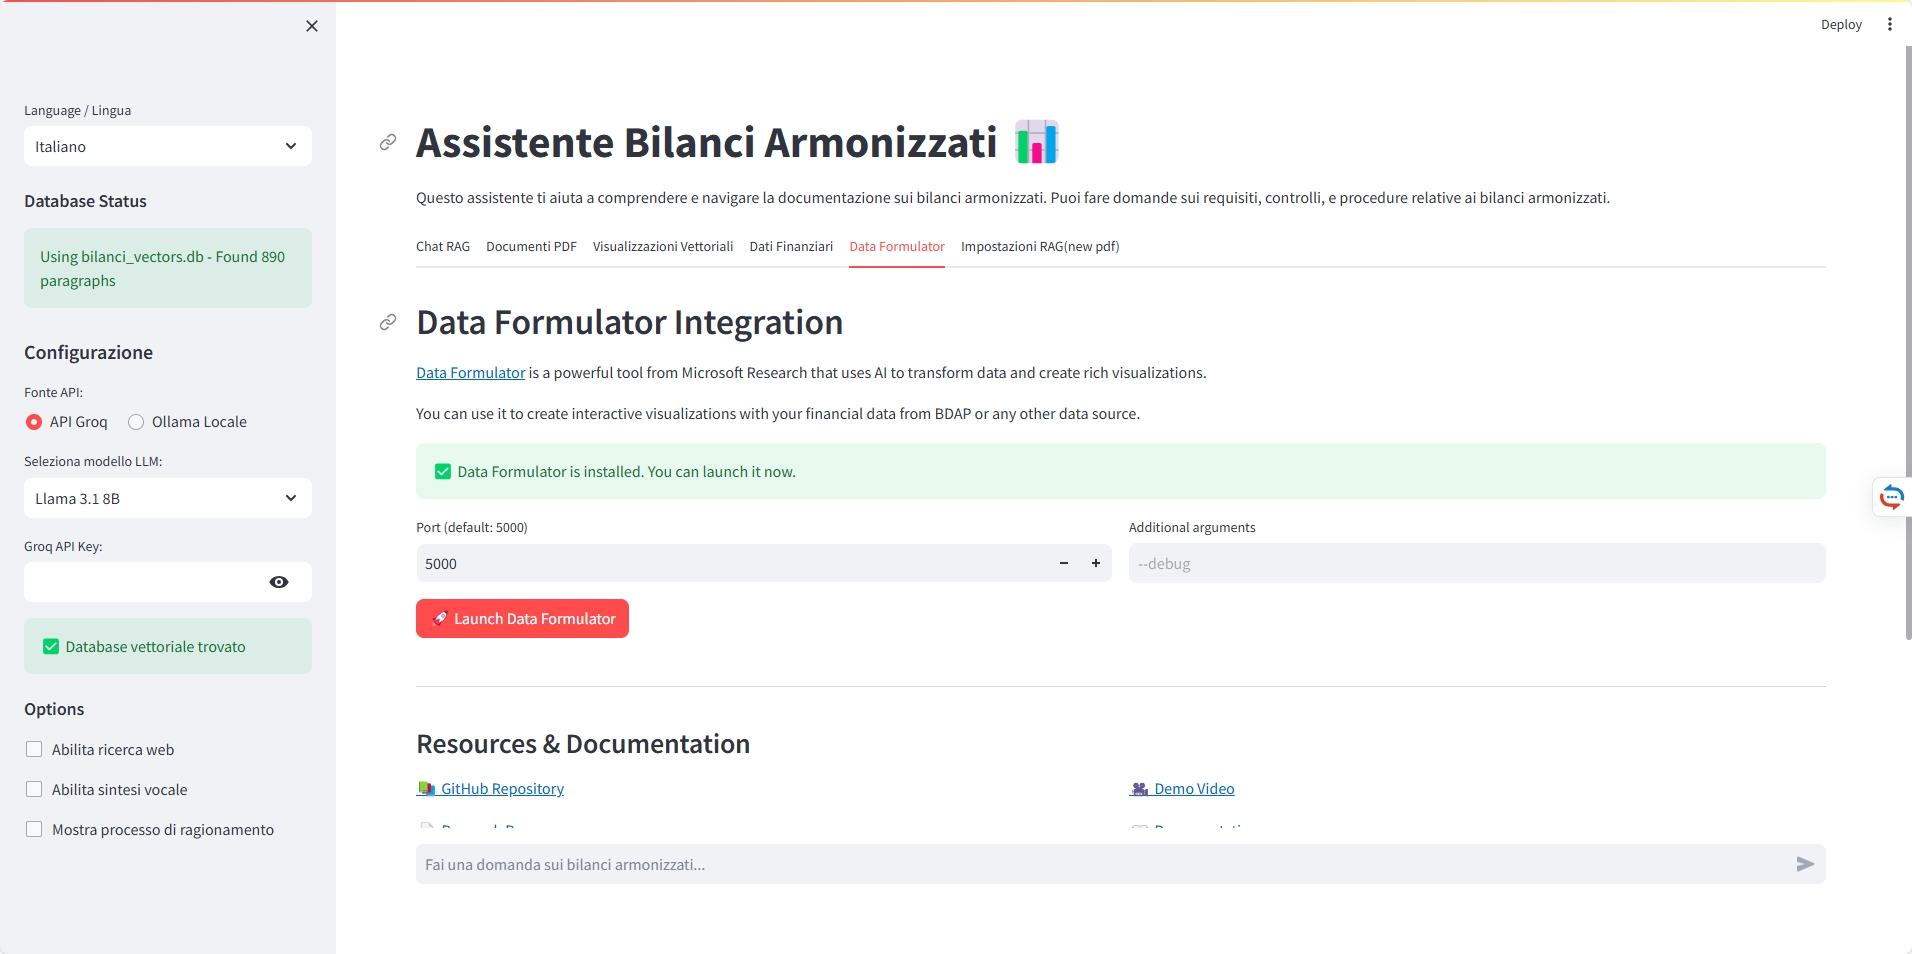 Deploy
Language / Lingua
Italiano
Database Status
Using bilanci_vectors.db - Found 890
paragraphs
Configurazione
Fonte API:
API Groq
Ollama Locale
Seleziona modello LLM:
Llama 3.1 8B
Groq API Key:
Database vettoriale trovato
Options
Abilita ricerca web
Abilita sintesi vocale
Mostra processo di ragionamento
Assistente Bilanci Armonizzati
Questo assistente ti aiuta a comprendere e navigare la documentazione sui bilanci armonizzati. Puoi fare domande sui requisiti, controlli, e procedure relative ai bilanci armonizzati.
Chat RAG Documenti PDF Visualizzazioni Vettoriali Dati Finanziari Data Formulator Impostazioni RAG(new pdf)
Data Formulator Integration
Data Formulator is a powerful tool from Microsoft Research that uses AI to transform data and create rich visualizations.
You can use it to create interactive visualizations with your financial data from BDAP or any other data source.
Data Formulator is installed. You can launch it now.
Port (default: 5000)
5000
Additional arguments
--debug
Launch Data Formulator
Resources & Documentation
GitHub Repository
Demo Video
Fai una domanda sui bilanci armonizzati...